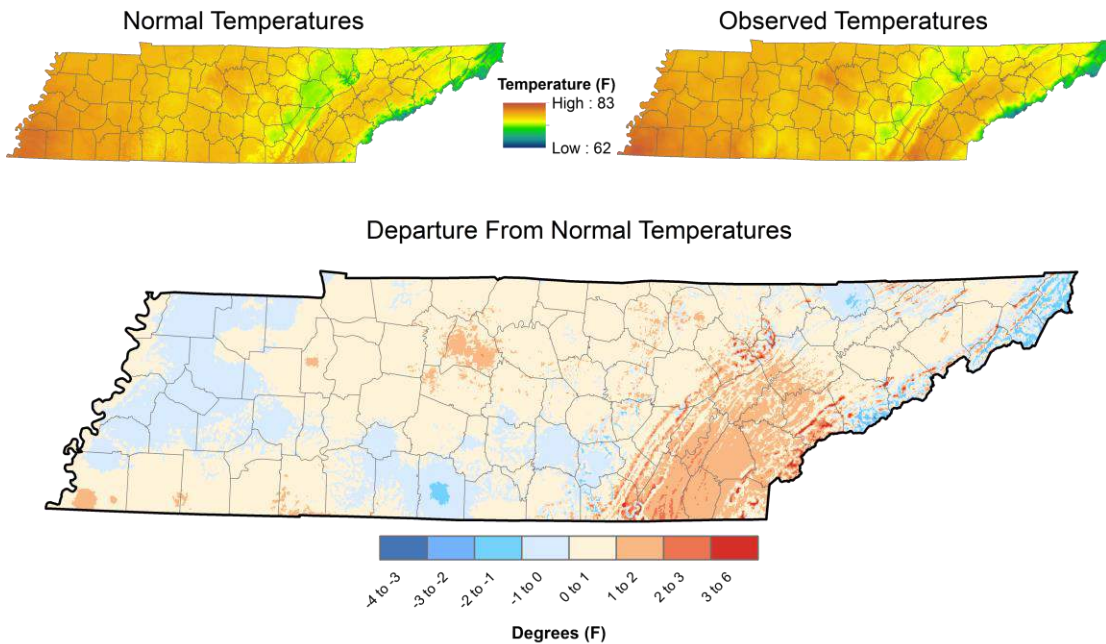 Normal Temperatures
Observed Temperatures
Temperature (F)
High : 83
Low : 62
Departure From Normal Temperatures
-4 to -3
-3 to -2
-2 to -1
-1 to 0
0 to 1
1 to 2
2 to 3
3 to 6
Degrees (F)